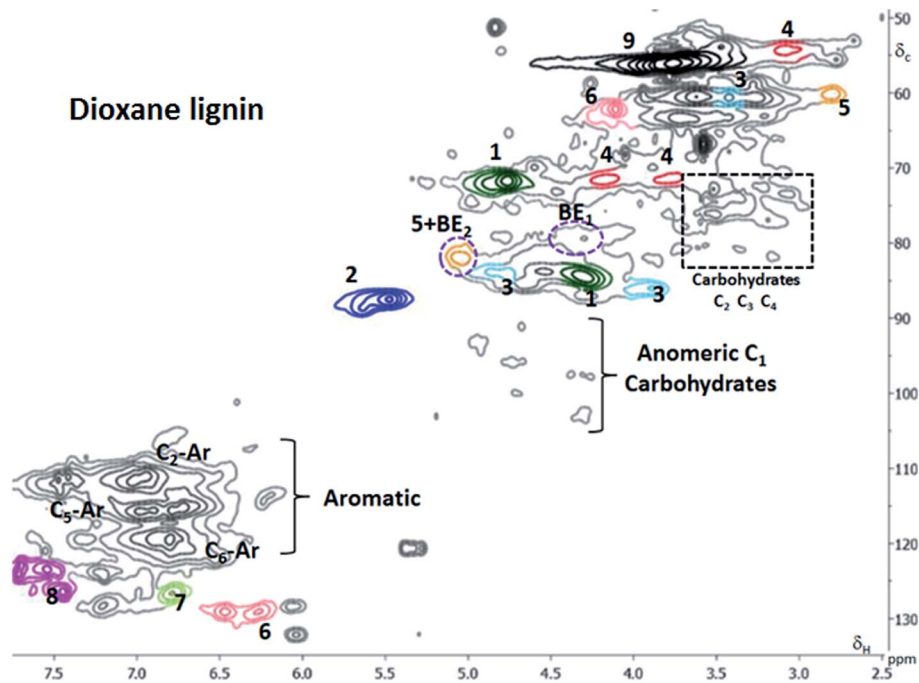 50
4
δc
9
3
60
6
5
Dioxane lignin
1
4
4
70
BE₁
5+BE₂
80
2
3
1
3
Carbohydrates
C₂ C₃ C₄
90
Anomeric C₁
Carbohydrates
100
C₂-Ar
110
C₅-Ar
Aromatic
C₆-Ar
120
8
7
6
130
δH
7.5 7.0 6.5 6.0 5.5 5.0 4.5 4.0 3.5 3.0 2.5 ppm